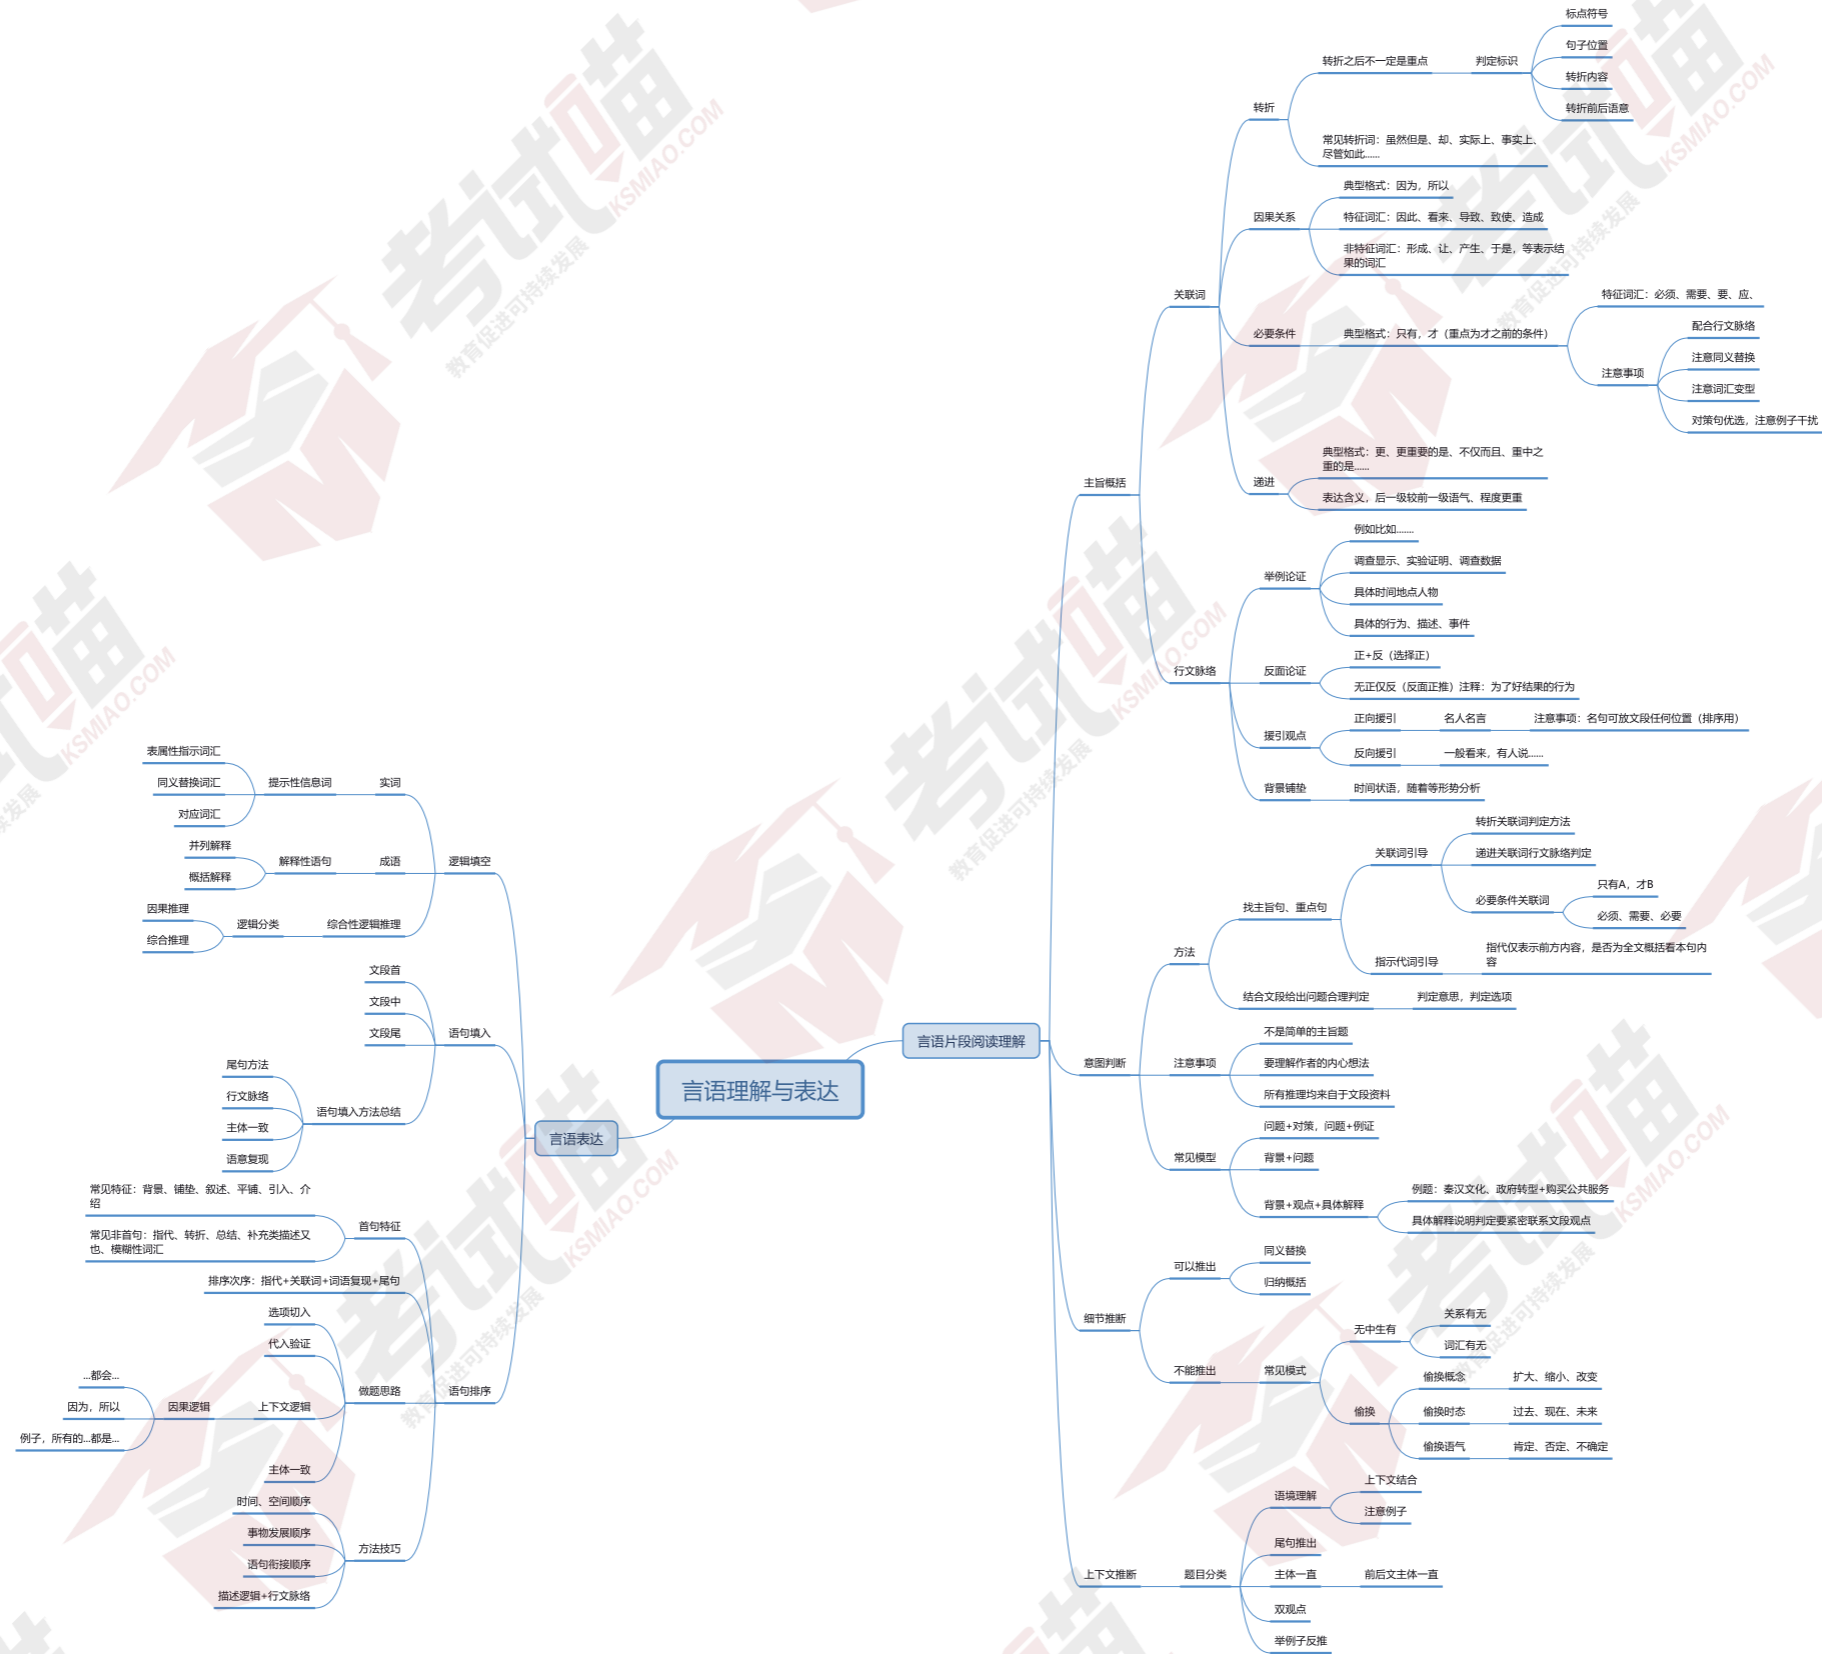 言语理解与表达
言语片段阅读理解
主旨概括
关联词
转折
转折之后不一定是重点
判定标识
标点符号
句子位置
转折内容
转折前后语意
常见转折词：虽然但是、却、实际上、事实上、
尽管如此......
因果关系
典型格式：因为，所以
特征词汇：因此、看来、导致、致使、造成
非特征词汇：形成、让、产生、于是，等表示结
果的词汇
必要条件
典型格式：只有，才（重点为才之前的条件）
特征词汇：必须、需要、要、应、
注意事项
配合行文脉络
注意同义替换
注意词汇变型
对策句优选，注意例子干扰
递进
典型格式：更、更重要的是、不仅而且、重中之
重的是......
表达含义，后一级较前一级语气、程度更重
行文脉络
举例论证
例如比如.......
调查显示、实验证明、调查数据
具体时间地点人物
具体的行为、描述、事件
反面论证
正+反（选择正）
无正仅反（反面正推）注释：为了好结果的行为
援引观点
正向援引
名人名言
注意事项：名句可放文段任何位置（排序用）
反向援引
一般看来，有人说......
背景铺垫
时间状语，随着等形势分析
意图判断
方法
找主旨句、重点句
关联词引导
转折关联词判定方法
递进关联词行文脉络判定
必要条件关联词
只有A，才B
必须、需要、必要
指示代词引导
指代仅表示前方内容，是否为全文概括看本句内
容
结合文段给出问题合理判定
判定意思，判定选项
注意事项
不是简单的主旨题
要理解作者的内心想法
所有推理均来自于文段资料
常见模型
问题+对策，问题+例证
背景+问题
背景+观点+具体解释
例题：秦汉文化、政府转型+购买公共服务
具体解释说明判定要紧密联系文段观点
细节推断
可以推出
同义替换
归纳概括
不能推出
常见模式
无中生有
关系有无
词汇有无
偷换
偷换概念
扩大、缩小、改变
偷换时态
过去、现在、未来
偷换语气
肯定、否定、不确定
上下文推断
题目分类
语境理解
上下文结合
注意例子
尾句推出
主体一直
前后文主体一直
双观点
举例子反推
言语表达
逻辑填空
实词
提示性信息词
表属性指示词汇
同义替换词汇
对应词汇
成语
解释性语句
并列解释
概括解释
综合性逻辑推理
逻辑分类
因果推理
综合推理
语句填入
文段首
文段中
文段尾
语句填入方法总结
尾句方法
行文脉络
主体一致
语意复现
语句排序
首句特征
常见特征：背景、铺垫、叙述、平铺、引入、介
绍
常见非首句：指代、转折、总结、补充类描述又
也、模糊性词汇
排序次序：指代+关联词+词语复现+尾句
做题思路
选项切入
代入验证
上下文逻辑
因果逻辑
...都会...
因为，所以
例子，所有的...都是...
主体一致
方法技巧
时间、空间顺序
事物发展顺序
语句衔接顺序
描述逻辑+行文脉络
考试喵
KSMIAO.COM
教育促进可持续发展